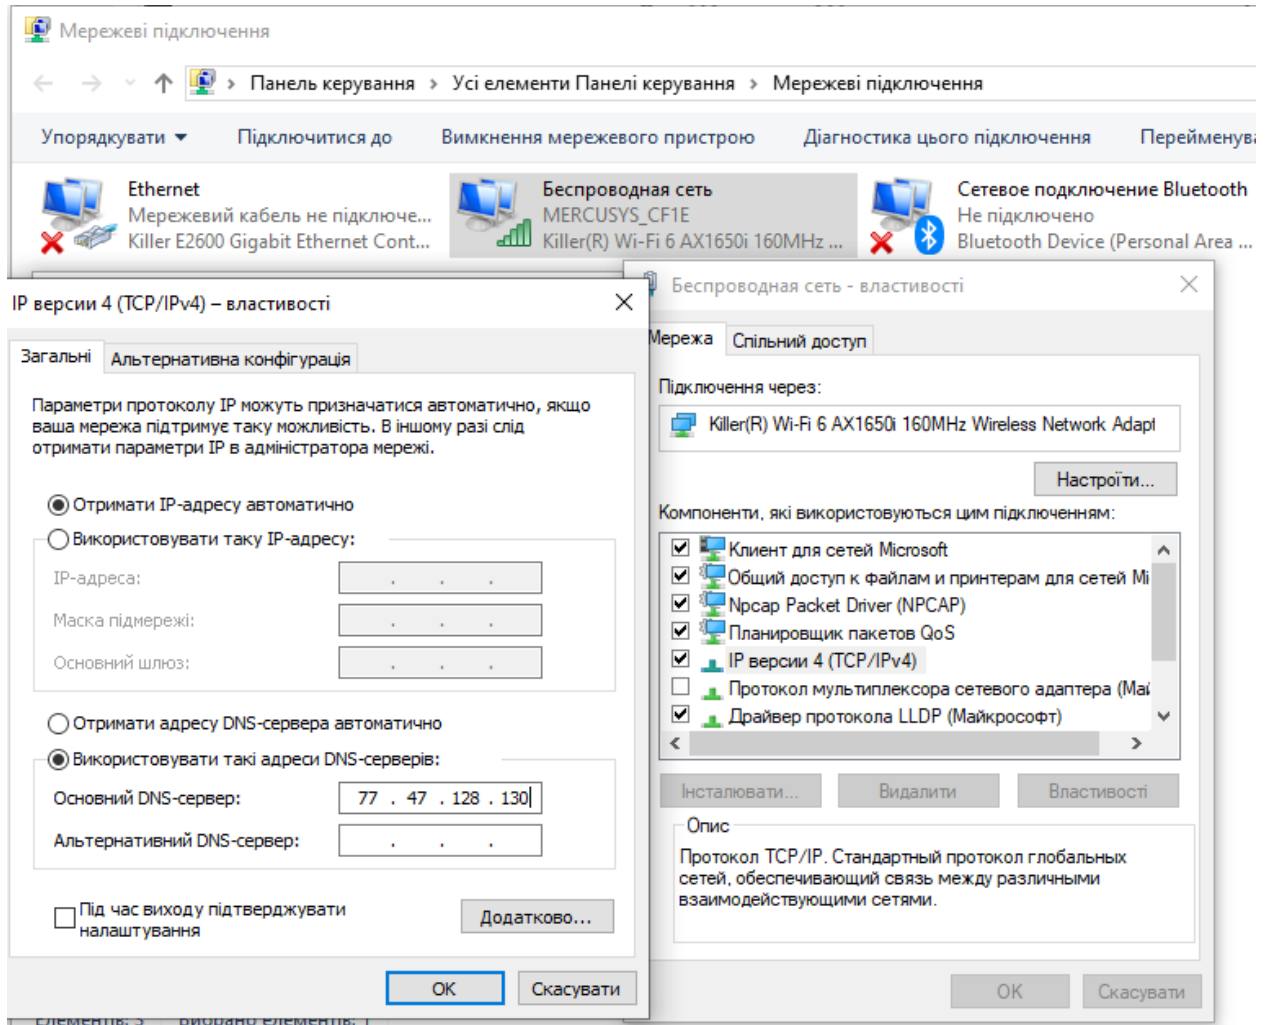 Мережеві підключення
Панель керування › Усі елементи Панелі керування › Мережеві підключення
Упорядкувати Підключитися до Вимкнення мережевого пристрою Діагностика цього підключення Перейменува
Ethernet
Мережевий кабель не підключе...
Killer E2600 Gigabit Ethernet Cont...
Беспроводная сеть
MERCUSYS_CF1E
Killer(R) Wi-Fi 6 AX1650i 160MHz ...
Сетевое подключение Bluetooth
Не підключено
Bluetooth Device (Personal Area ...
IP версии 4 (TCP/IPv4) – властивості
Загальні Альтернативна конфігурація
Параметри протоколу IP можуть призначатися автоматично, якщо
ваша мережа підтримує таку можливість. В іншому разі слід
отримати параметри IP в адміністратора мережі.
Отримати IP-адресу автоматично
Використовувати таку IP-адресу:
IP-адреса: . . .
Маска підмережі: . . .
Основний шлюз: . . .
Отримати адресу DNS-сервера автоматично
Використовувати такі адреси DNS-серверів:
Основний DNS-сервер: 77 . 47 . 128 . 130
Альтернативний DNS-сервер: . . .
Під час виходу підтверджувати
налаштування
Додатково...
OK Скасувати
Беспроводная сеть - властивості
Мережа Спільний доступ
Підключення через:
Killer(R) Wi-Fi 6 AX1650i 160MHz Wireless Network Adapt
Настроїти...
Компоненти, які використовуються цим підключенням:
Клиент для сетей Microsoft
Общий доступ к файлам и принтерам для сетей Mi
Npcap Packet Driver (NPCAP)
Планировщик пакетов QoS
IP версии 4 (TCP/IPv4)
Протокол мультиплексора сетевого адаптера (Май
Драйвер протокола LLDP (Майкрософт)
Інсталювати... Видалити Властивості
Опис
Протокол TCP/IP. Стандартный протокол глобальных
сетей, обеспечивающий связь между различными
взаимодействующими сетями.
OK Скасувати
Елементів: 3 Вибрано елементів: 1